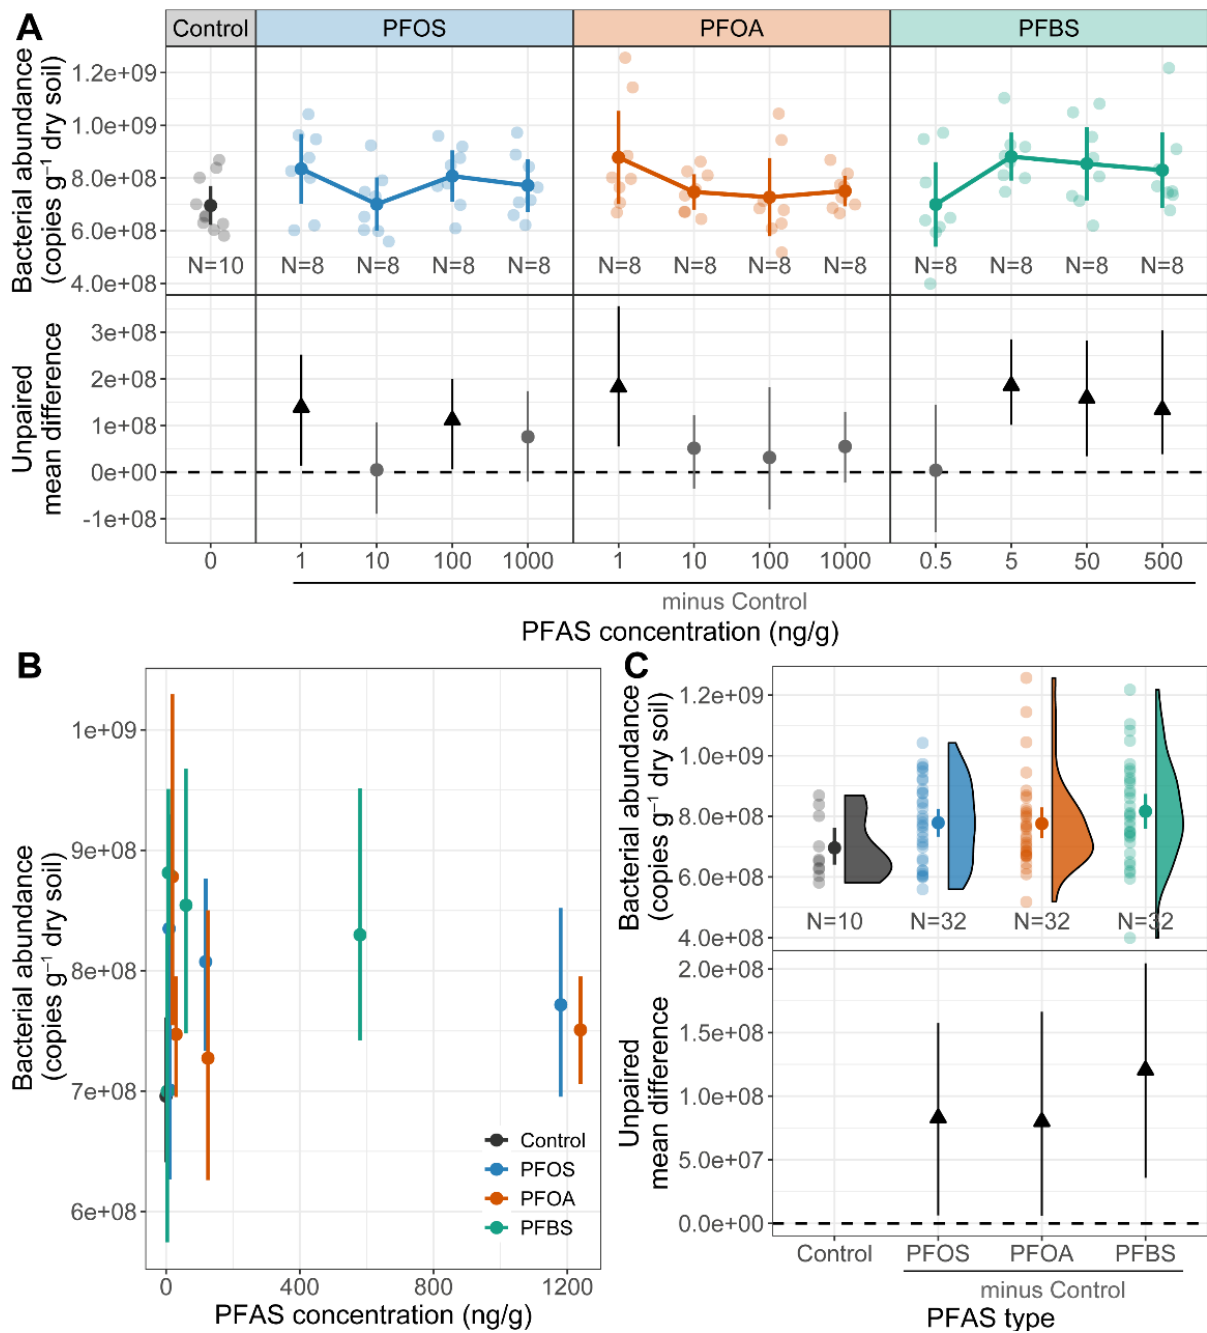 A
Control PFOS PFOA PFBS
Bacterial abundance
(copies g⁻¹ dry soil)
1.2e+09
1.0e+09
8.0e+08
6.0e+08
4.0e+08
N=10 N=8 N=8 N=8 N=8 N=8 N=8 N=8 N=8 N=8 N=8 N=8 N=8
Unpaired
mean difference
3e+08
2e+08
1e+08
0e+00
-1e+08
0 1 10 100 1000 1 10 100 1000 0.5 5 50 500
minus Control
PFAS concentration (ng/g)
B
Bacterial abundance
(copies g⁻¹ dry soil)
1e+09
9e+08
8e+08
7e+08
6e+08
Control
PFOS
PFOA
PFBS
0 400 800 1200
PFAS concentration (ng/g)
C
Bacterial abundance
(copies g⁻¹ dry soil)
1.2e+09
1.0e+09
8.0e+08
6.0e+08
4.0e+08
N=10 N=32 N=32 N=32
Unpaired
mean difference
2.0e+08
1.5e+08
1.0e+08
5.0e+07
0.0e+00
Control PFOS PFOA PFBS
minus Control
PFAS type